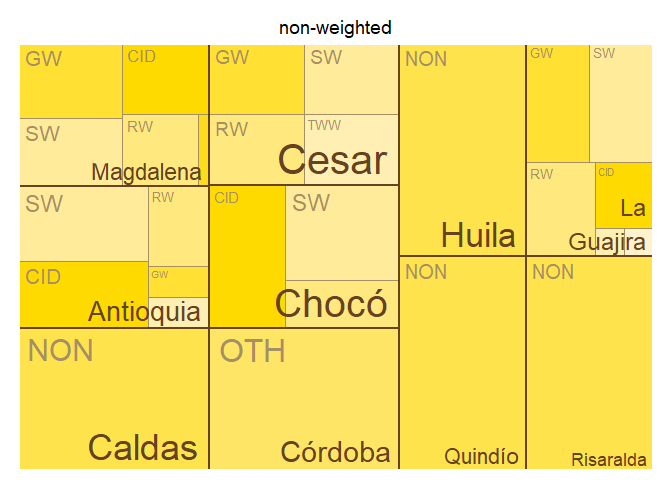 non-weighted
GW
CID
SW
RW
Magdalena
GW
SW
RW
TWW
Cesar
NON
Huila
GW
SW
RW
CID
La
Guajira
SW
RW
CID
GW
Antioquia
CID
SW
Chocó
NON
Caldas
OTH
Córdoba
NON
Quindío
NON
Risaralda